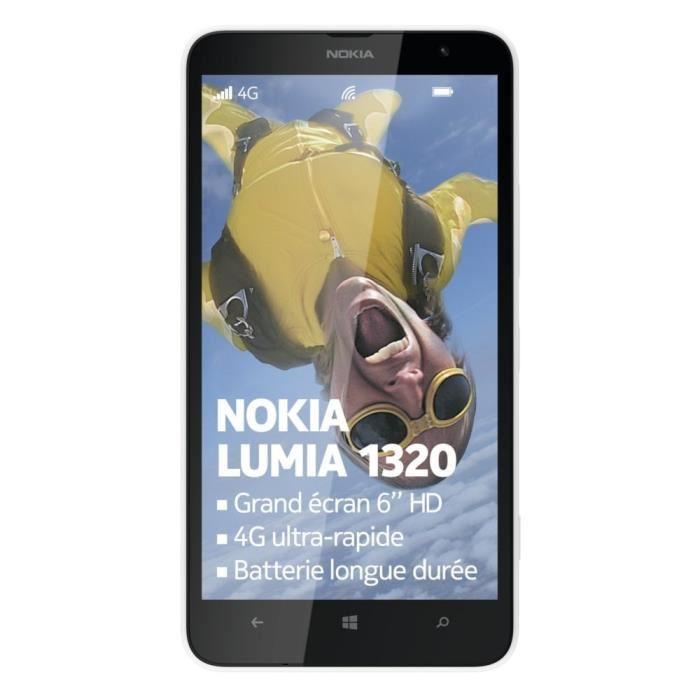 NOKIA
4G
NOKIA
LUMIA 1320
▪ Grand écran 6’’ HD
▪ 4G ultra-rapide
▪ Batterie longue durée